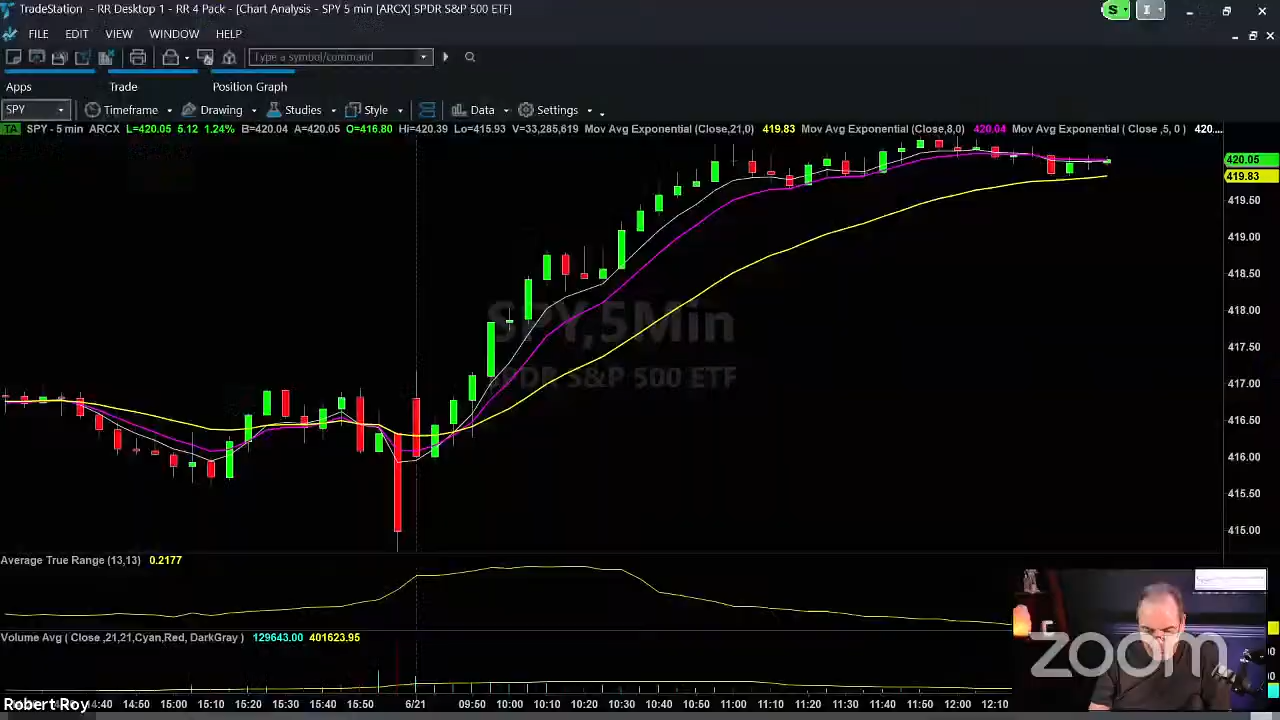 TradeStation - RR Desktop 1 - RR 4 Pack - [Chart Analysis - SPY 5 min [ARCX] SPDR S&P 500 ETF]
S I
FILE EDIT VIEW WINDOW HELP
Type a symbol/command
Apps Trade Position Graph
SPY Timeframe Drawing Studies Style Data Settings
TA SPY - 5 min ARCX L=420.05 5.12 1.24% B=420.04 A=420.05 O=416.80 Hi=420.39 Lo=415.93 V=33,285,619 Mov Avg Exponential (Close,21,0) 419.83 Mov Avg Exponential (Close,8,0) 420.04 Mov Avg Exponential ( Close ,5, 0 ) 420....
420.05
419.83
419.50
419.00
418.50
418.00
SPY,5Min
417.50
SPDR S&P 500 ETF
417.00
416.50
416.00
415.50
415.00
Average True Range (13,13) 0.2177
Volume Avg ( Close ,21,21,Cyan,Red, DarkGray ) 129643.00 401623.95
zoom
Robert Roy
14:40 14:50 15:00 15:10 15:20 15:30 15:40 15:50 6/21 09:50 10:00 10:10 10:20 10:30 10:40 10:50 11:00 11:10 11:20 11:30 11:40 11:50 12:00 12:10